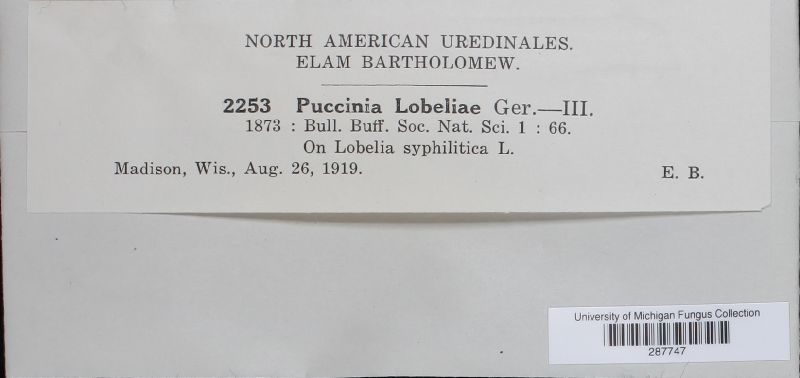 NORTH AMERICAN UREDINALES.
ELAM BARTHOLOMEW.
2253 Puccinia Lobeliae Ger.—III.
1873 : Bull. Buff. Soc. Nat. Sci. 1 : 66.
On Lobelia syphilitica L.
Madison, Wis., Aug. 26, 1919. E. B.
University of Michigan Fungus Collection
287747